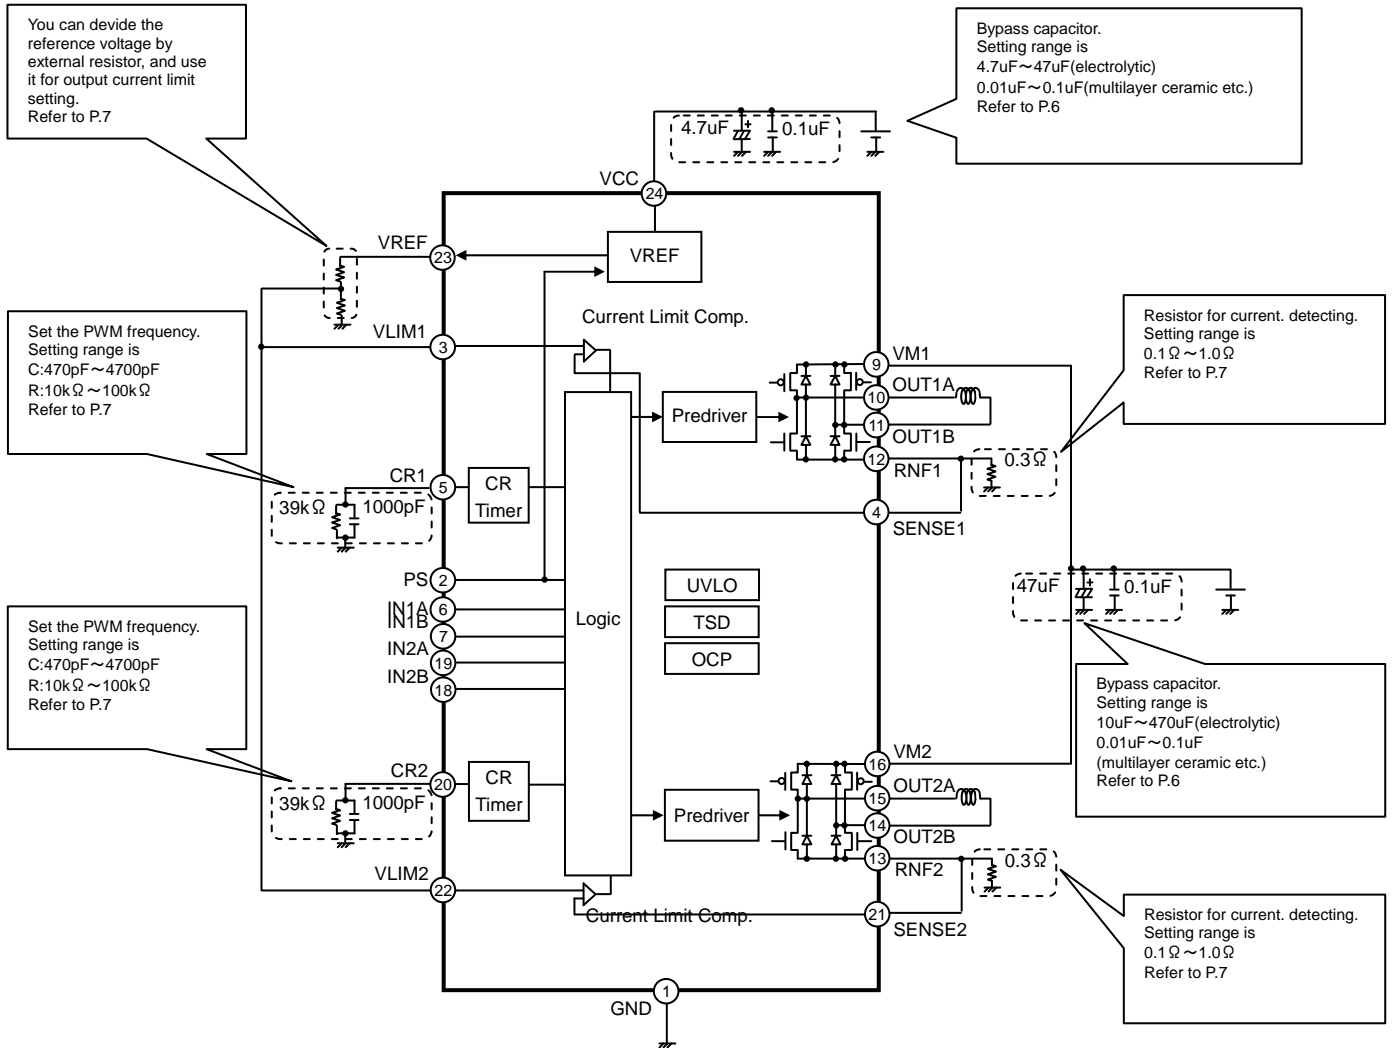 You can devide the
reference voltage by
external resistor, and use
it for output current limit
setting.
Refer to P.7
Bypass capacitor.
Setting range is
4.7uF～47uF(electrolytic)
0.01uF～0.1uF(multilayer ceramic etc.)
Refer to P.6
4.7uF
+
0.1uF
VCC
24
VREF
23
VREF
Set the PWM frequency.
Setting range is
C:470pF～4700pF
R:10kΩ～100kΩ
Refer to P.7
VLIM1
3
Current Limit Comp.
Resistor for current. detecting.
Setting range is
0.1Ω～1.0Ω
Refer to P.7
9
VM1
OUT1A
10
11
OUT1B
12
RNF1
0.3Ω
4
SENSE1
Predriver
CR1
5
39kΩ
1000pF
CR
Timer
PS
2
IN1A
6
IN1B
7
IN2A
19
IN2B
18
Logic
UVLO
TSD
OCP
47uF
+
0.1uF
Set the PWM frequency.
Setting range is
C:470pF～4700pF
R:10kΩ～100kΩ
Refer to P.7
Bypass capacitor.
Setting range is
10uF～470uF(electrolytic)
0.01uF～0.1uF
(multilayer ceramic etc.)
Refer to P.6
CR2
20
39kΩ
1000pF
CR
Timer
Predriver
VM2
16
OUT2A
15
14
OUT2B
13
RNF2
0.3Ω
VLIM2
22
Current Limit Comp.
21
SENSE2
Resistor for current. detecting.
Setting range is
0.1Ω～1.0Ω
Refer to P.7
1
GND